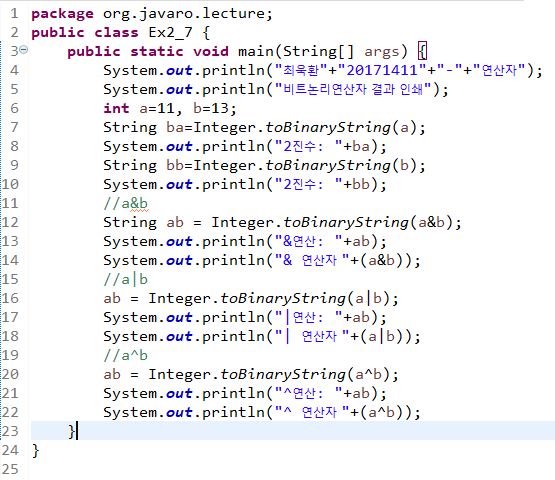 1 package org.javaro.lecture;
2 public class Ex2_7 {
3 public static void main(String[] args) {
4 System.out.println("최욱환"+"20171411"+"-"+"연산자");
5 System.out.println("비트논리연산자 결과 인쇄");
6 int a=11, b=13;
7 String ba=Integer.toBinaryString(a);
8 System.out.println("2진수: "+ba);
9 String bb=Integer.toBinaryString(b);
10 System.out.println("2진수: "+bb);
11 //a&b
12 String ab = Integer.toBinaryString(a&b);
13 System.out.println("&연산: "+ab);
14 System.out.println("& 연산자 "+(a&b));
15 //a|b
16 ab = Integer.toBinaryString(a|b);
17 System.out.println("|연산: "+ab);
18 System.out.println("| 연산자 "+(a|b));
19 //a^b
20 ab = Integer.toBinaryString(a^b);
21 System.out.println("^연산: "+ab);
22 System.out.println("^ 연산자 "+(a^b));
23 }
24 }
25